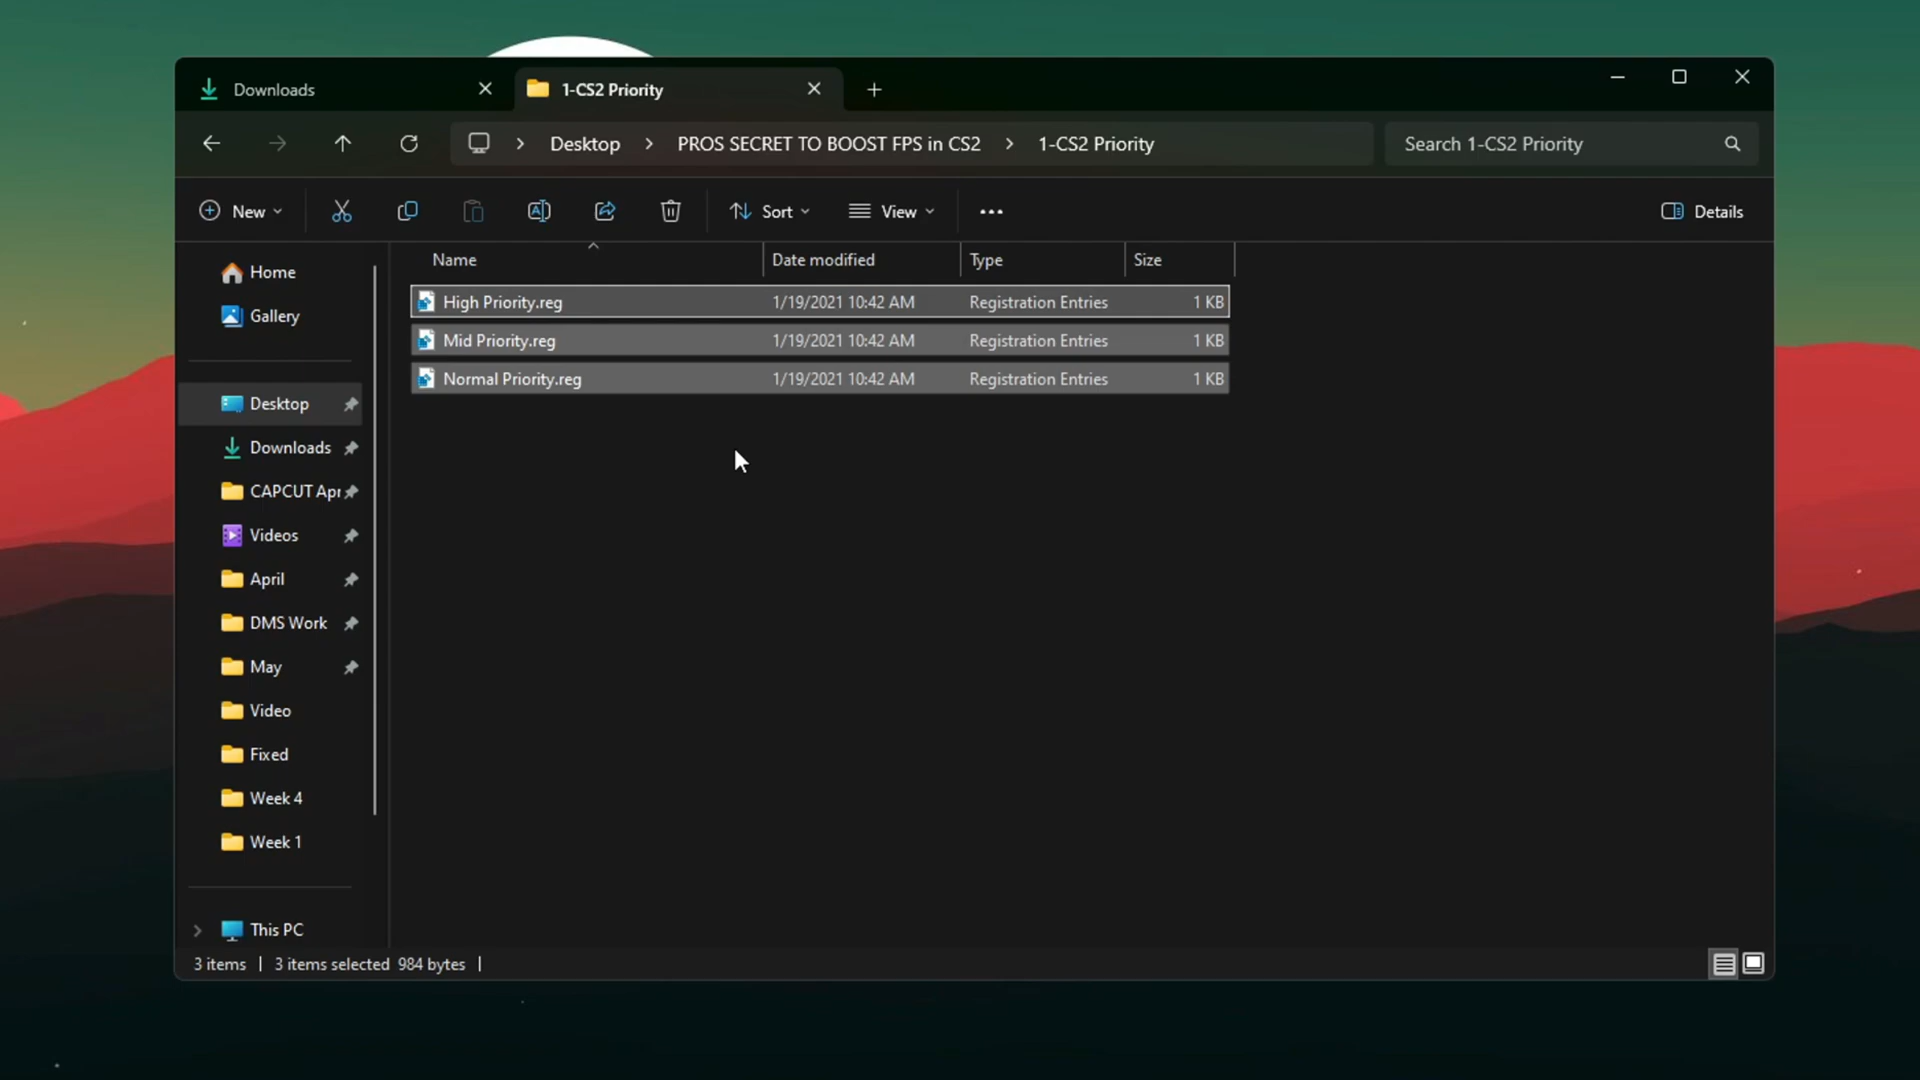 Downloads
1-CS2 Priority
Desktop > PROS SECRET TO BOOST FPS in CS2 > 1-CS2 Priority
Search 1-CS2 Priority
New
Sort
View
Details
Name Date modified Type Size
High Priority.reg 1/19/2021 10:42 AM Registration Entries 1 KB
Mid Priority.reg 1/19/2021 10:42 AM Registration Entries 1 KB
Normal Priority.reg 1/19/2021 10:42 AM Registration Entries 1 KB
Home
Gallery
Desktop
Downloads
CAPCUT Apr
Videos
April
DMS Work
May
Video
Fixed
Week 4
Week 1
This PC
3 items | 3 items selected 984 bytes |